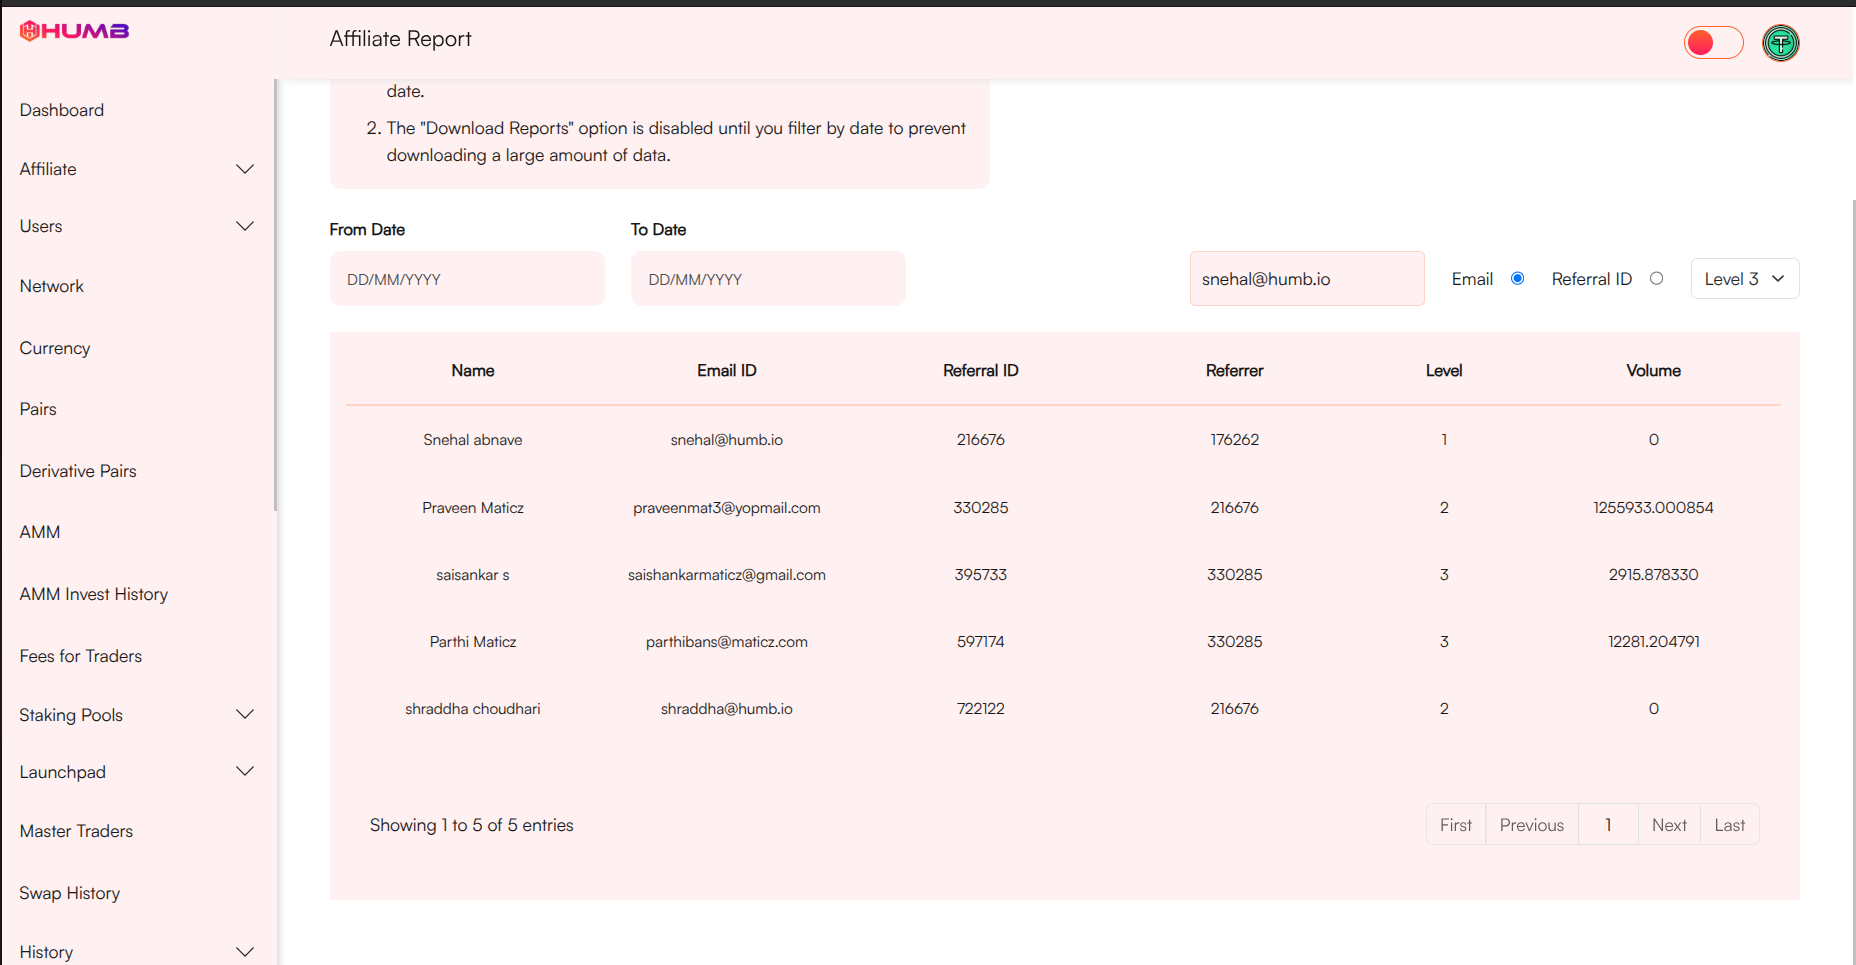 HUMB
Affiliate Report
Dashboard
Affiliate
Users
Network
Currency
Pairs
Derivative Pairs
AMM
AMM Invest History
Fees for Traders
Staking Pools
Launchpad
Master Traders
Swap History
History
date.
2. The "Download Reports" option is disabled until you filter by date to prevent
downloading a large amount of data.
From Date To Date
DD/MM/YYYY DD/MM/YYYY snehal@humb.io Email Referral ID Level 3
Name Email ID Referral ID Referrer Level Volume
Snehal abnave snehal@humb.io 216676 176262 1 0
Praveen Maticz praveenmat3@yopmail.com 330285 216676 2 1255933.000854
saisankar s saishankarmaticz@gmail.com 395733 330285 3 2915.878330
Parthi Maticz parthibans@maticz.com 597174 330285 3 12281.204791
shraddha choudhari shraddha@humb.io 722122 216676 2 0
Showing 1 to 5 of 5 entries First Previous 1 Next Last